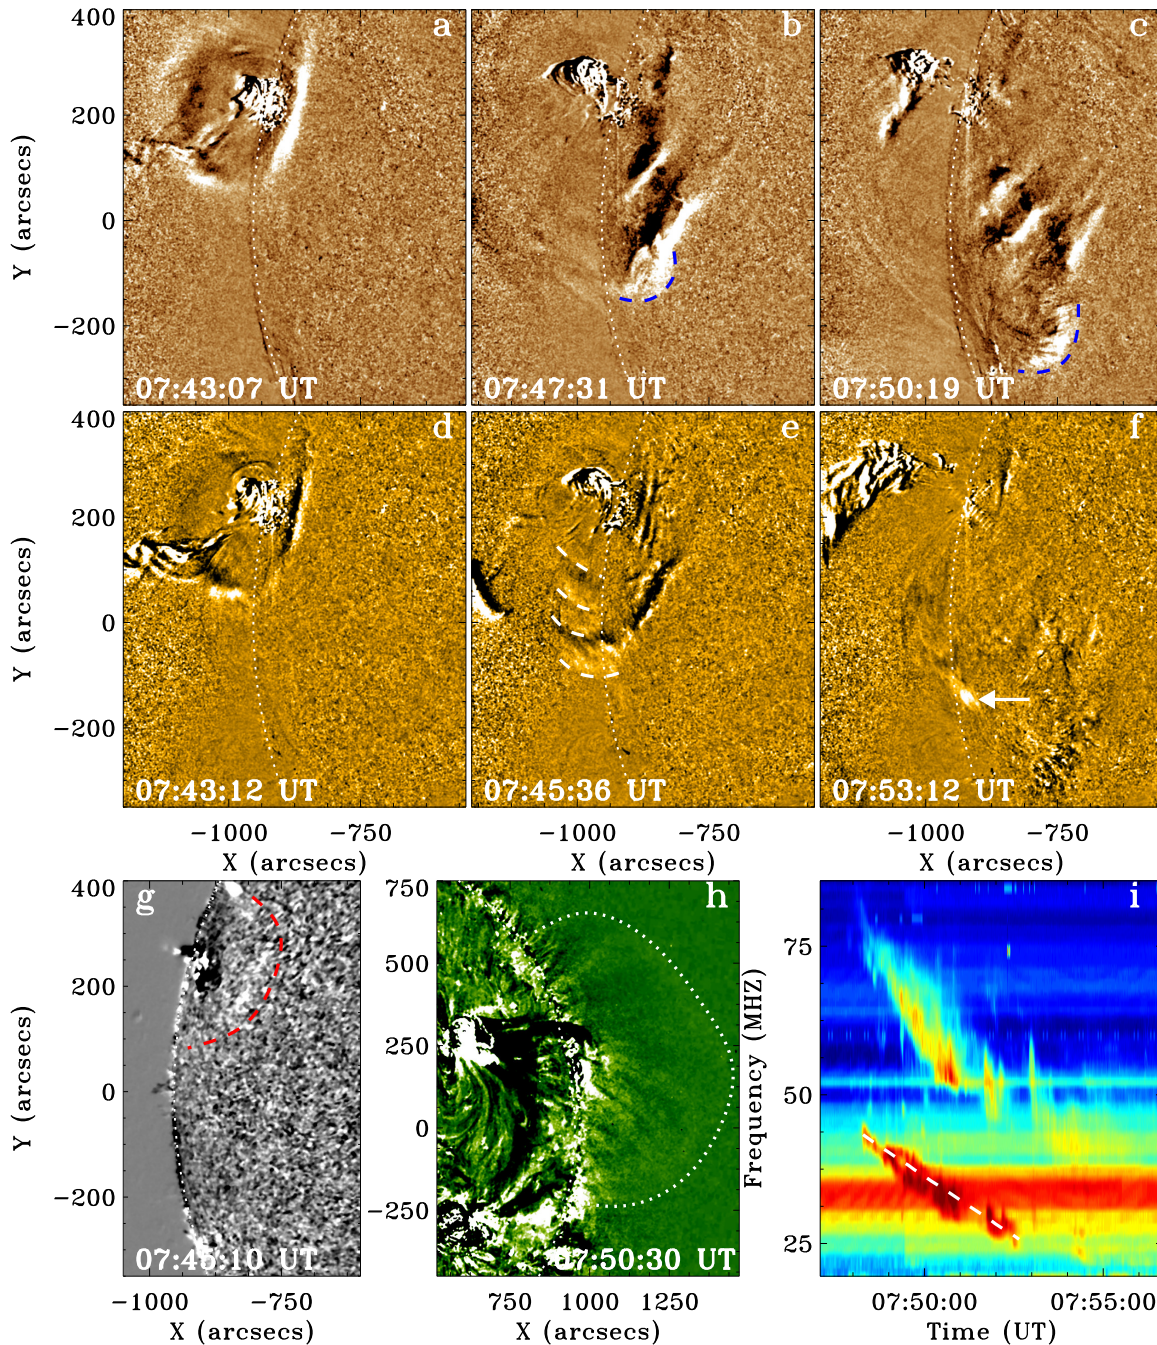 a
b
c
400
200
0
−200
Y (arcsecs)
07:43:07 UT
07:47:31 UT
07:50:19 UT
d
e
f
400
200
0
−200
Y (arcsecs)
07:43:12 UT
07:45:36 UT
07:53:12 UT
−1000 −750
−1000 −750
−1000 −750
X (arcsecs)
X (arcsecs)
X (arcsecs)
g
400
200
0
−200
Y (arcsecs)
−1000 −750
X (arcsecs)
h
750
500
250
0
−250
07:50:30 UT
750 1000 1250
X (arcsecs)
i
75
50
25
Frequency (MHZ)
07:50:00 07:55:00
Time (UT)